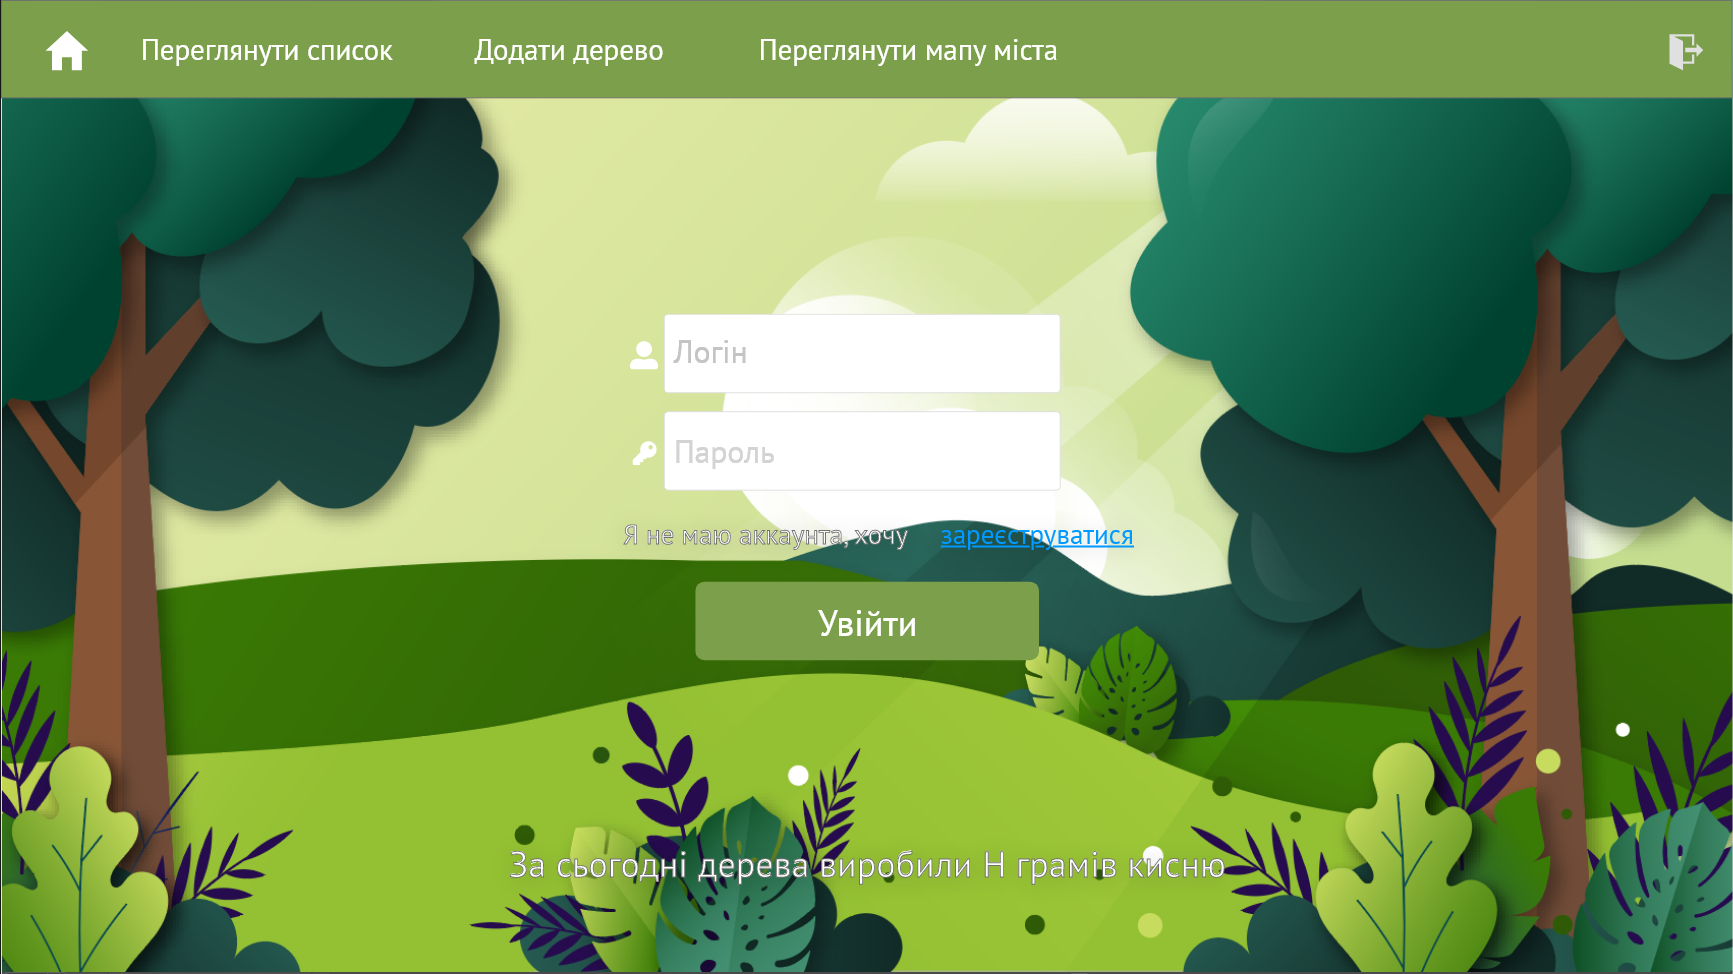 Переглянути список Додати дерево Переглянути мапу міста
Логін
Пароль
Я не маю аккаунта, хочу зареєструватися
Увійти
За сьогодні дерева виробили Н грамів кисню